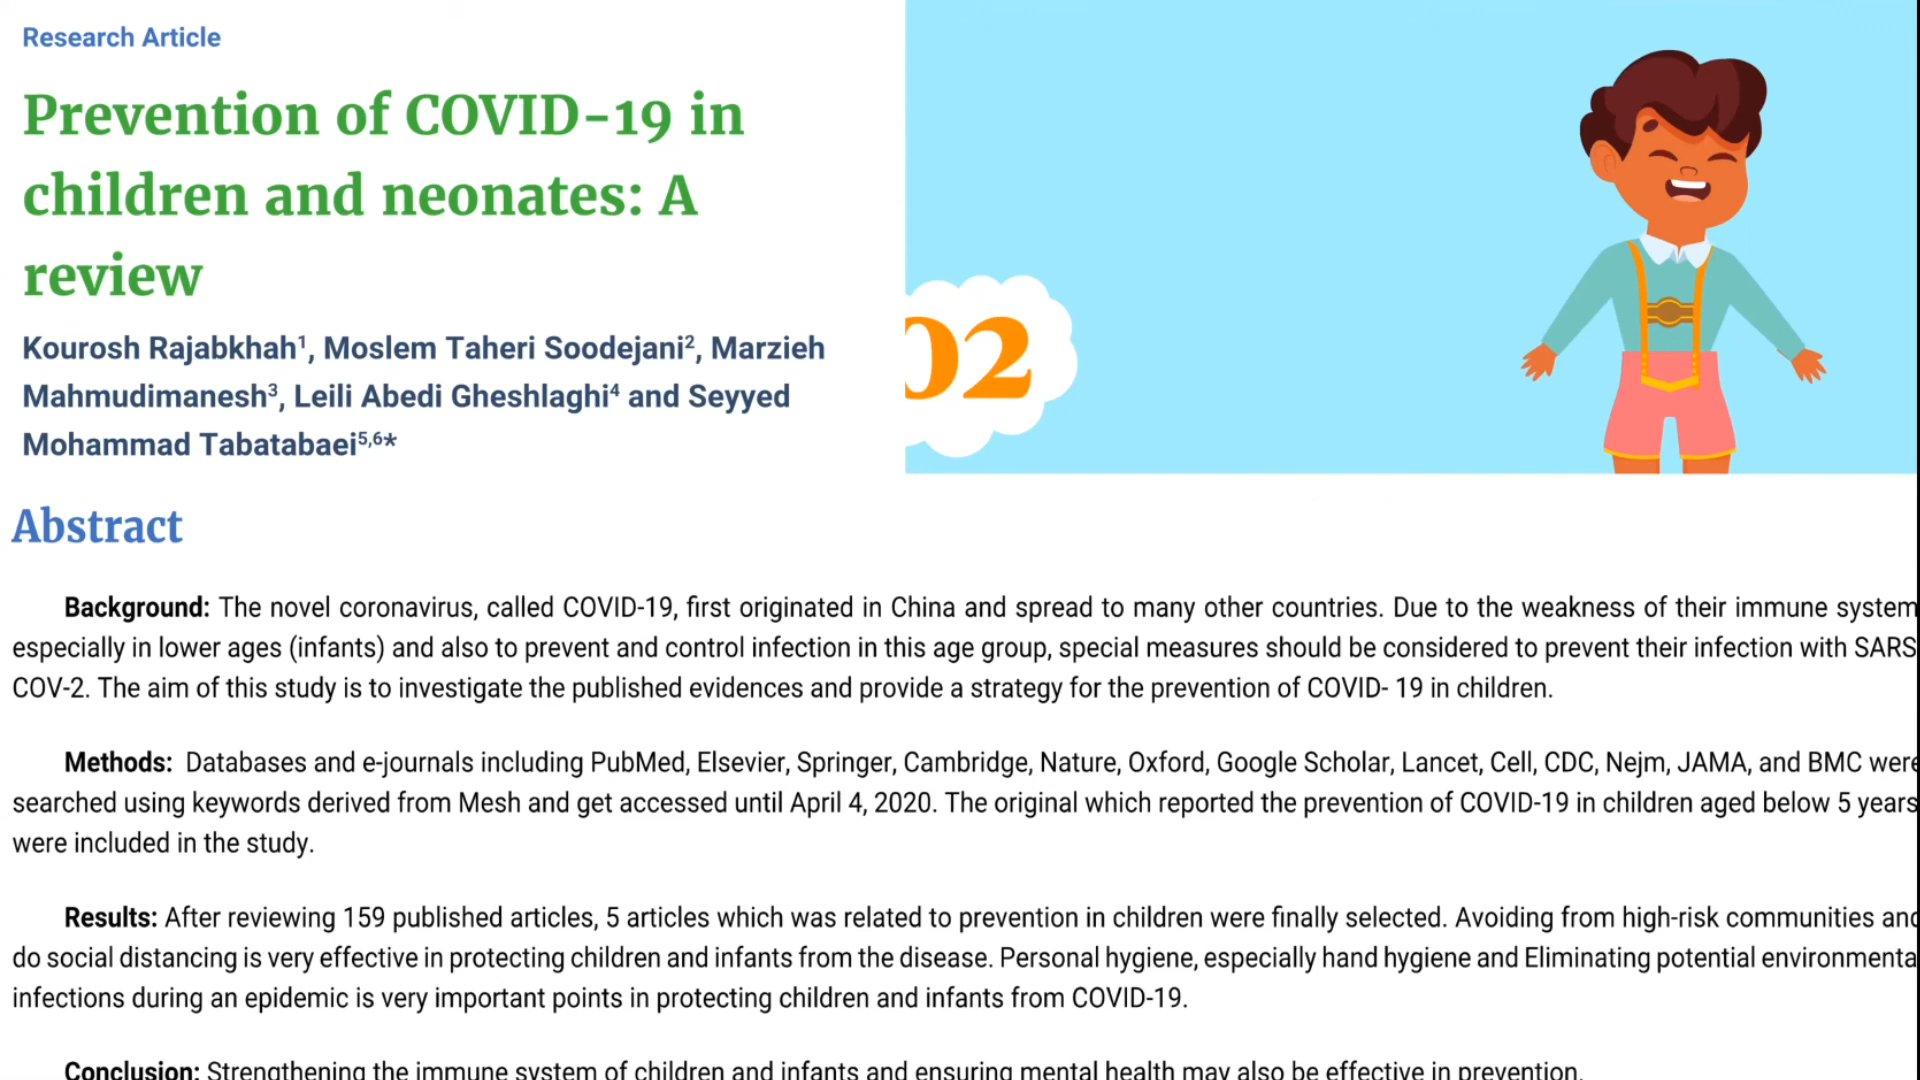 Research Article
Prevention of COVID-19 in
children and neonates: A
review
Kourosh Rajabkhah1, Moslem Taheri Soodejani2, Marzieh
Mahmudimanesh3, Leili Abedi Gheshlaghi4 and Seyyed
Mohammad Tabatabaei5,6*
02
Abstract
Background: The novel coronavirus, called COVID-19, first originated in China and spread to many other countries. Due to the weakness of their immune system
especially in lower ages (infants) and also to prevent and control infection in this age group, special measures should be considered to prevent their infection with SARS
COV-2. The aim of this study is to investigate the published evidences and provide a strategy for the prevention of COVID- 19 in children.
Methods: Databases and e-journals including PubMed, Elsevier, Springer, Cambridge, Nature, Oxford, Google Scholar, Lancet, Cell, CDC, Nejm, JAMA, and BMC were
searched using keywords derived from Mesh and get accessed until April 4, 2020. The original which reported the prevention of COVID-19 in children aged below 5 years
were included in the study.
Results: After reviewing 159 published articles, 5 articles which was related to prevention in children were finally selected. Avoiding from high-risk communities and
do social distancing is very effective in protecting children and infants from the disease. Personal hygiene, especially hand hygiene and Eliminating potential environmenta
infections during an epidemic is very important points in protecting children and infants from COVID-19.
Conclusion: Strengthening the immune system of children and infants and ensuring mental health may also be effective in prevention.